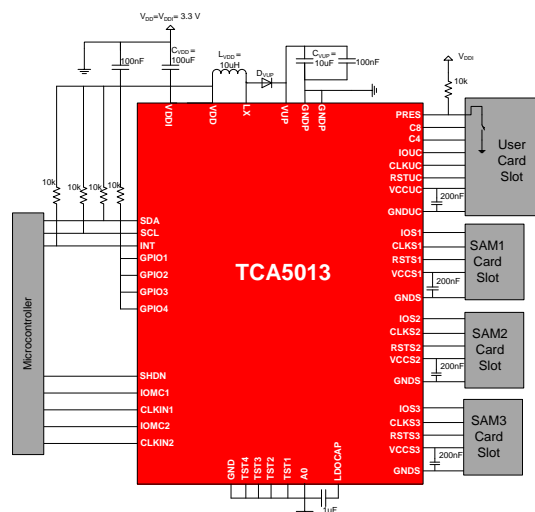 VDD=VDDI= 3.3 V
CVDD=
100uF
100nF
LVDD=
10uH
DVUP
CVUP=
10uF
100nF
VDDI
10k
VDDI
VDD
LX
VUP
GNDP
GNDP
PRES
C8
C4
IOUC
CLKUC
RSTUC
VCCUC
GNDUC
200nF
User
Card
Slot
10k
10k
10k
10k
SDA
SCL
INT
GPIO1
GPIO2
GPIO3
GPIO4
TCA5013
IOS1
CLKS1
RSTS1
VCCS1
GNDS
200nF
SAM1
Card
Slot
IOS2
CLKS2
RSTS2
VCCS2
GNDS
200nF
SAM2
Card
Slot
Microcontroller
SHDN
IOMC1
CLKIN1
IOMC2
CLKIN2
IOS3
CLKS3
RSTS3
VCCS3
GNDS
200nF
SAM3
Card
Slot
GND
TST4
TST3
TST2
TST1
A0
LDOCAP
1uF